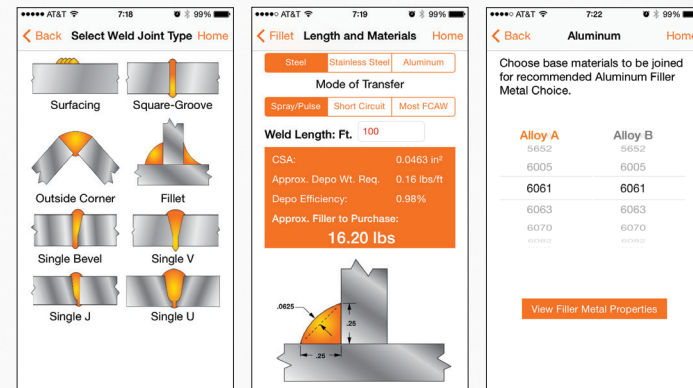 AT&T 7:18 99%
Back Select Weld Joint Type Home
Surfacing Square-Groove
Outside Corner Fillet
Single Bevel Single V
Single J Single U
AT&T 7:19 99%
Fillet Length and Materials Home
Steel Stainless Steel Aluminum
Mode of Transfer
Spray/Pulse Short Circuit Most FCAW
Weld Length: Ft. 100
CSA: 0.0463 in²
Approx. Depo Wt. Req. 0.16 lbs/ft
Depo Efficiency: 0.98%
Approx. Filler to Purchase:
16.20 lbs
.0625
.25
.25
AT&T 7:22 99%
Back Aluminum Home
Choose base materials to be joined
for recommended Aluminum Filler
Metal Choice.
Alloy A Alloy B
5652 5652
6005 6005
6061 6061
6063 6063
6070 6070
6082 6082
View Filler Metal Properties